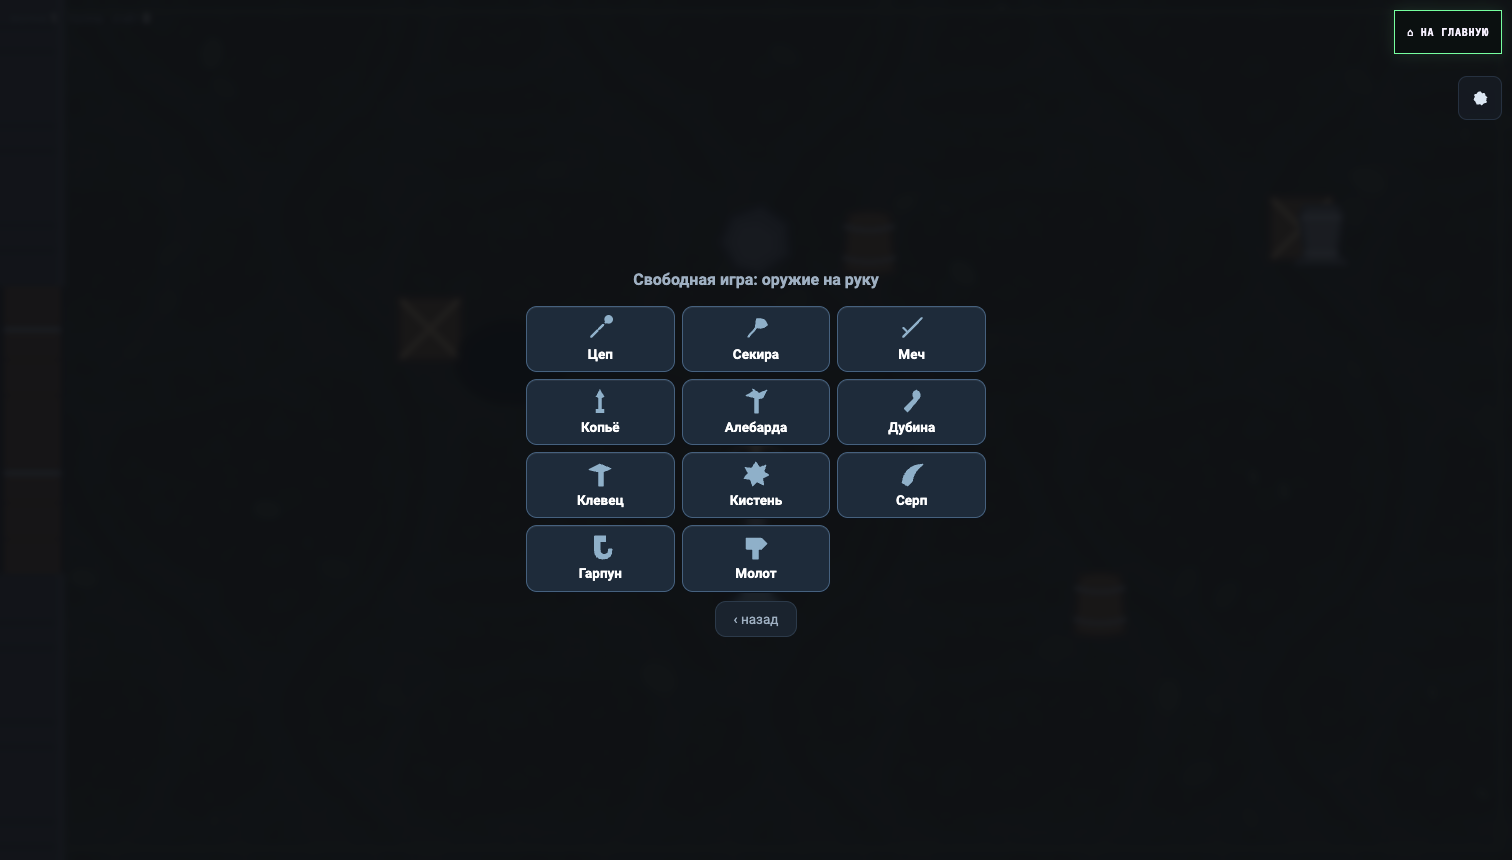 ⌂ НА ГЛАВНУЮ
Свободная игра: оружие на руку
Цеп
Секира
Меч
Копьё
Алебарда
Дубина
Клевец
Кистень
Серп
Гарпун
Молот
‹ назад